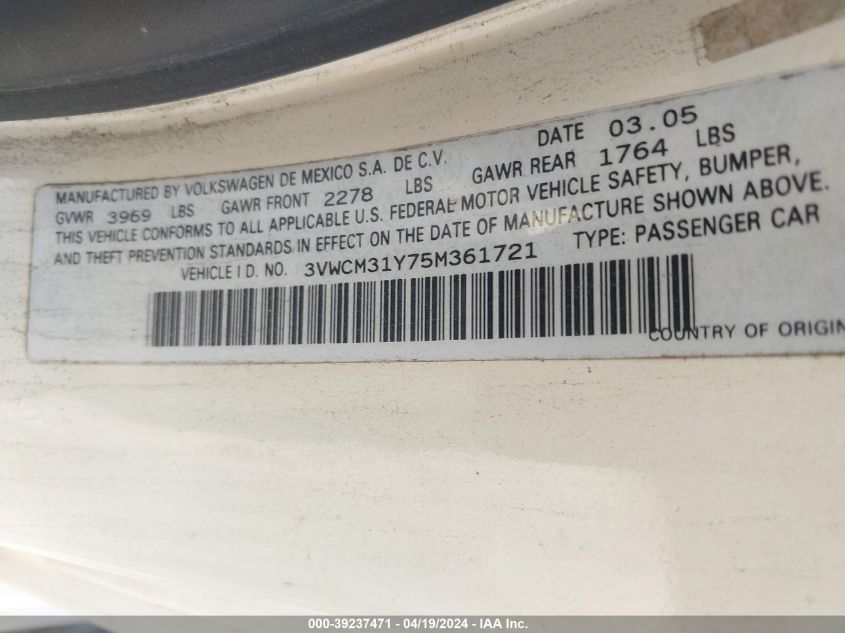 MANUFACTURED BY VOLKSWAGEN DE MEXICO S.A. DE C.V. DATE 03.05
GVWR 3969 LBS GAWR FRONT 2278 LBS GAWR REAR 1764 LBS
THIS VEHICLE CONFORMS TO ALL APPLICABLE U.S. FEDERAL MOTOR VEHICLE SAFETY, BUMPER,
AND THEFT PREVENTION STANDARDS IN EFFECT ON THE DATE OF MANUFACTURE SHOWN ABOVE.
VEHICLE I D. NO. 3VWCM31Y75M361721 TYPE: PASSENGER CAR
COUNTRY OF ORIGIN
000-39237471 - 04/19/2024 - IAA Inc.